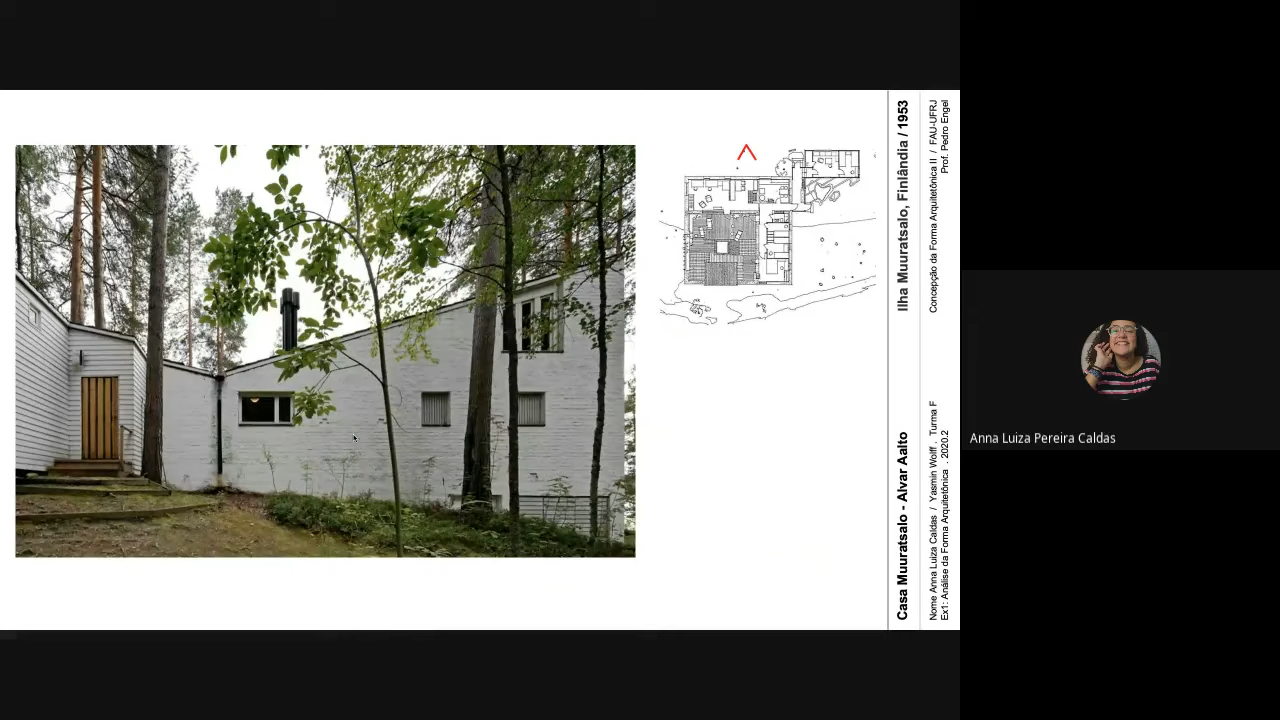 Casa Muuratsalo - Alvar Aalto
Ilha Muuratsalo, Finlândia / 1953
Nome Anna Luiza Caldas / Yasmin Wolff . Turma F
Concepção da Forma Arquitetônica II / FAU-UFRJ
Ex1: Análise da Forma Arquitetônica . 2020.2
Prof. Pedro Engel
Anna Luiza Pereira Caldas